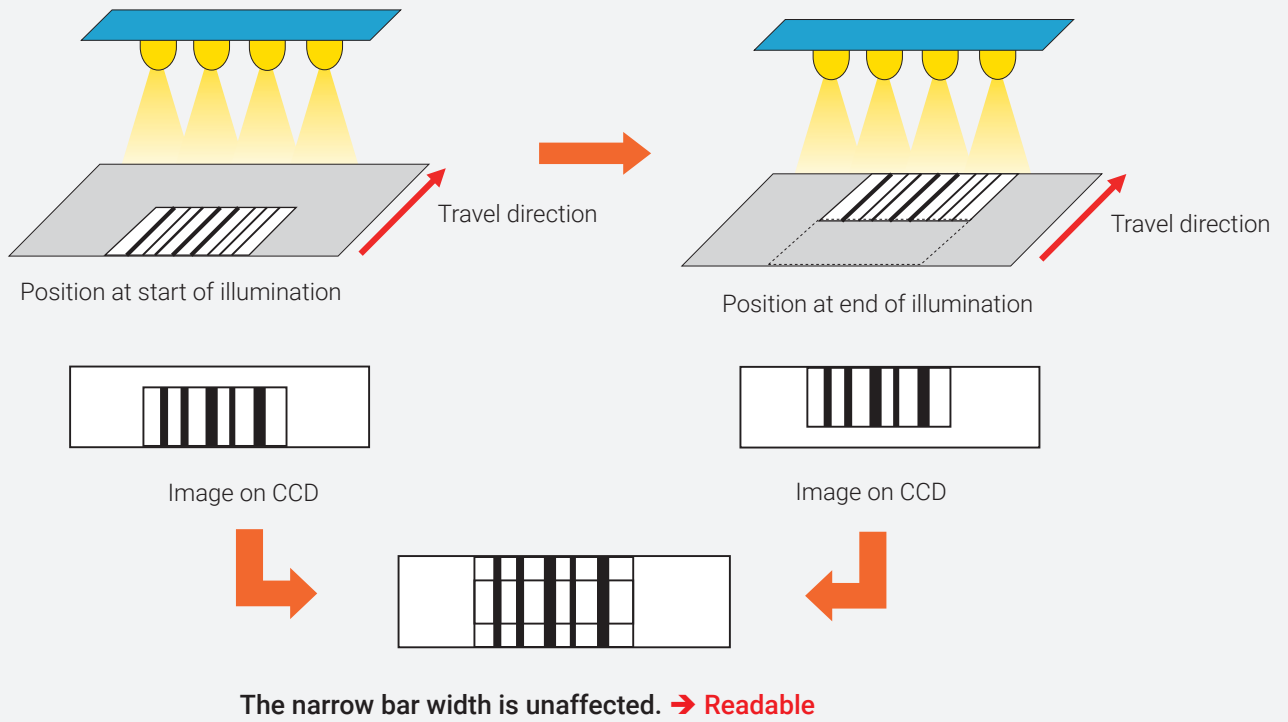 Travel direction
Travel direction
Position at start of illumination
Position at end of illumination
Image on CCD
Image on CCD
The narrow bar width is unaffected. ➔ Readable